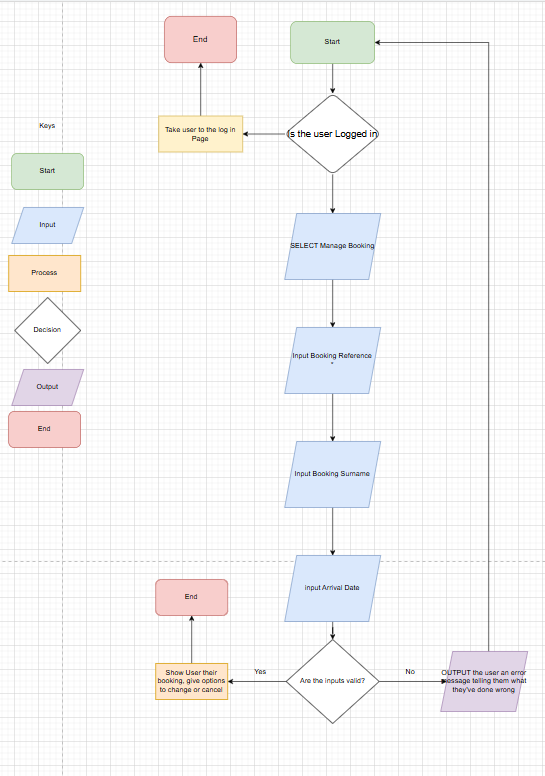 End
Start
Keys
Take user to the log in
Page
Is the user Logged in
Start
Input
SELECT Manage Booking
Process
Decision
Input Booking Reference
*
Output
End
Input Booking Surname
input Arrival Date
End
Show User their
booking, give options
to change or cancel
Yes
Are the inputs valid?
No
OUTPUT the user an error
message telling them what
they've done wrong